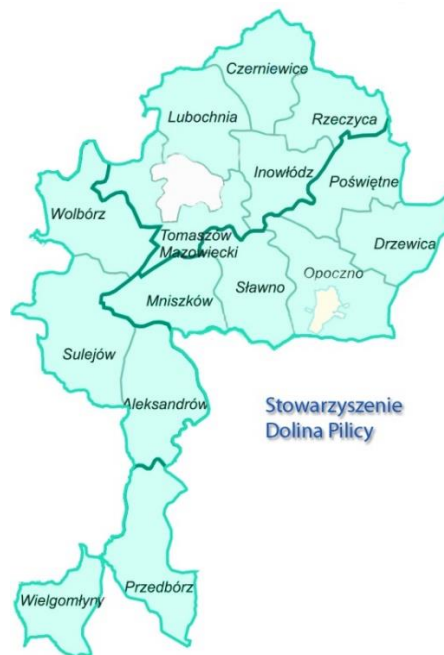 Czerniewice
Lubochnia
Rzeczyca
Inowłódz
Poświętne
Wolbórz
Tomaszów
Mazowiecki
Drzewica
Opoczno
Sławno
Mniszków
Sulejów
Aleksandrów
Stowarzyszenie
Dolina Pilicy
Przedbórz
Wielgomłyny